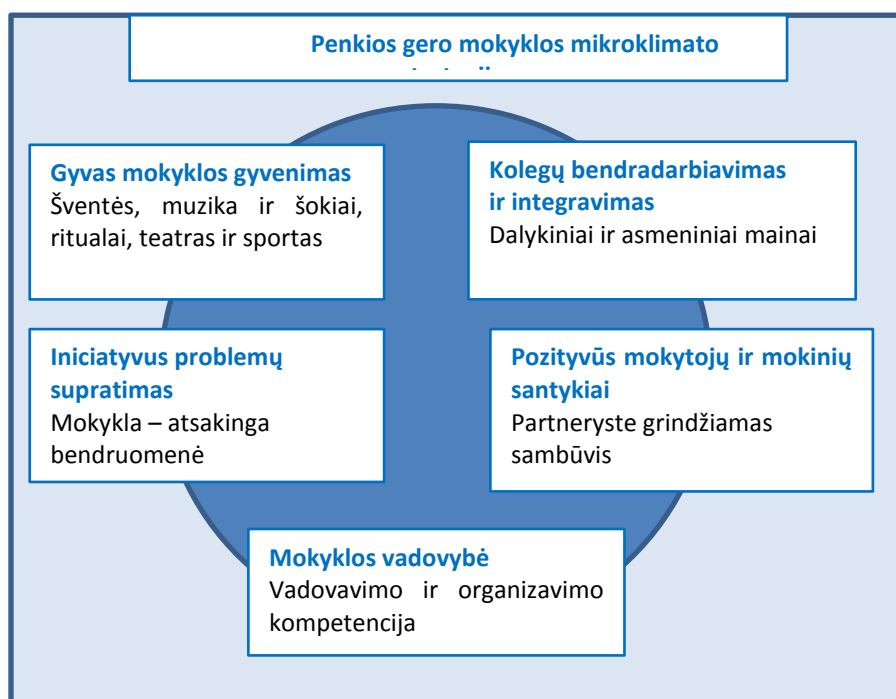 Penkios gero mokyklos mikroklimato
Gyvas mokyklos gyvenimas
Šventės, muzika ir šokiai,
ritualai, teatras ir sportas
Kolegų bendradarbiavimas
ir integravimas
Dalykiniai ir asmeniniai mainai
Iniciatyvus problemų
supratimas
Mokykla – atsakinga
bendruomenė
Pozityvūs mokytojų ir mokinių
santykiai
Partneryste grindžiamas
sambūvis
Mokyklos vadovybė
Vadovavimo ir organizavimo
kompetencija